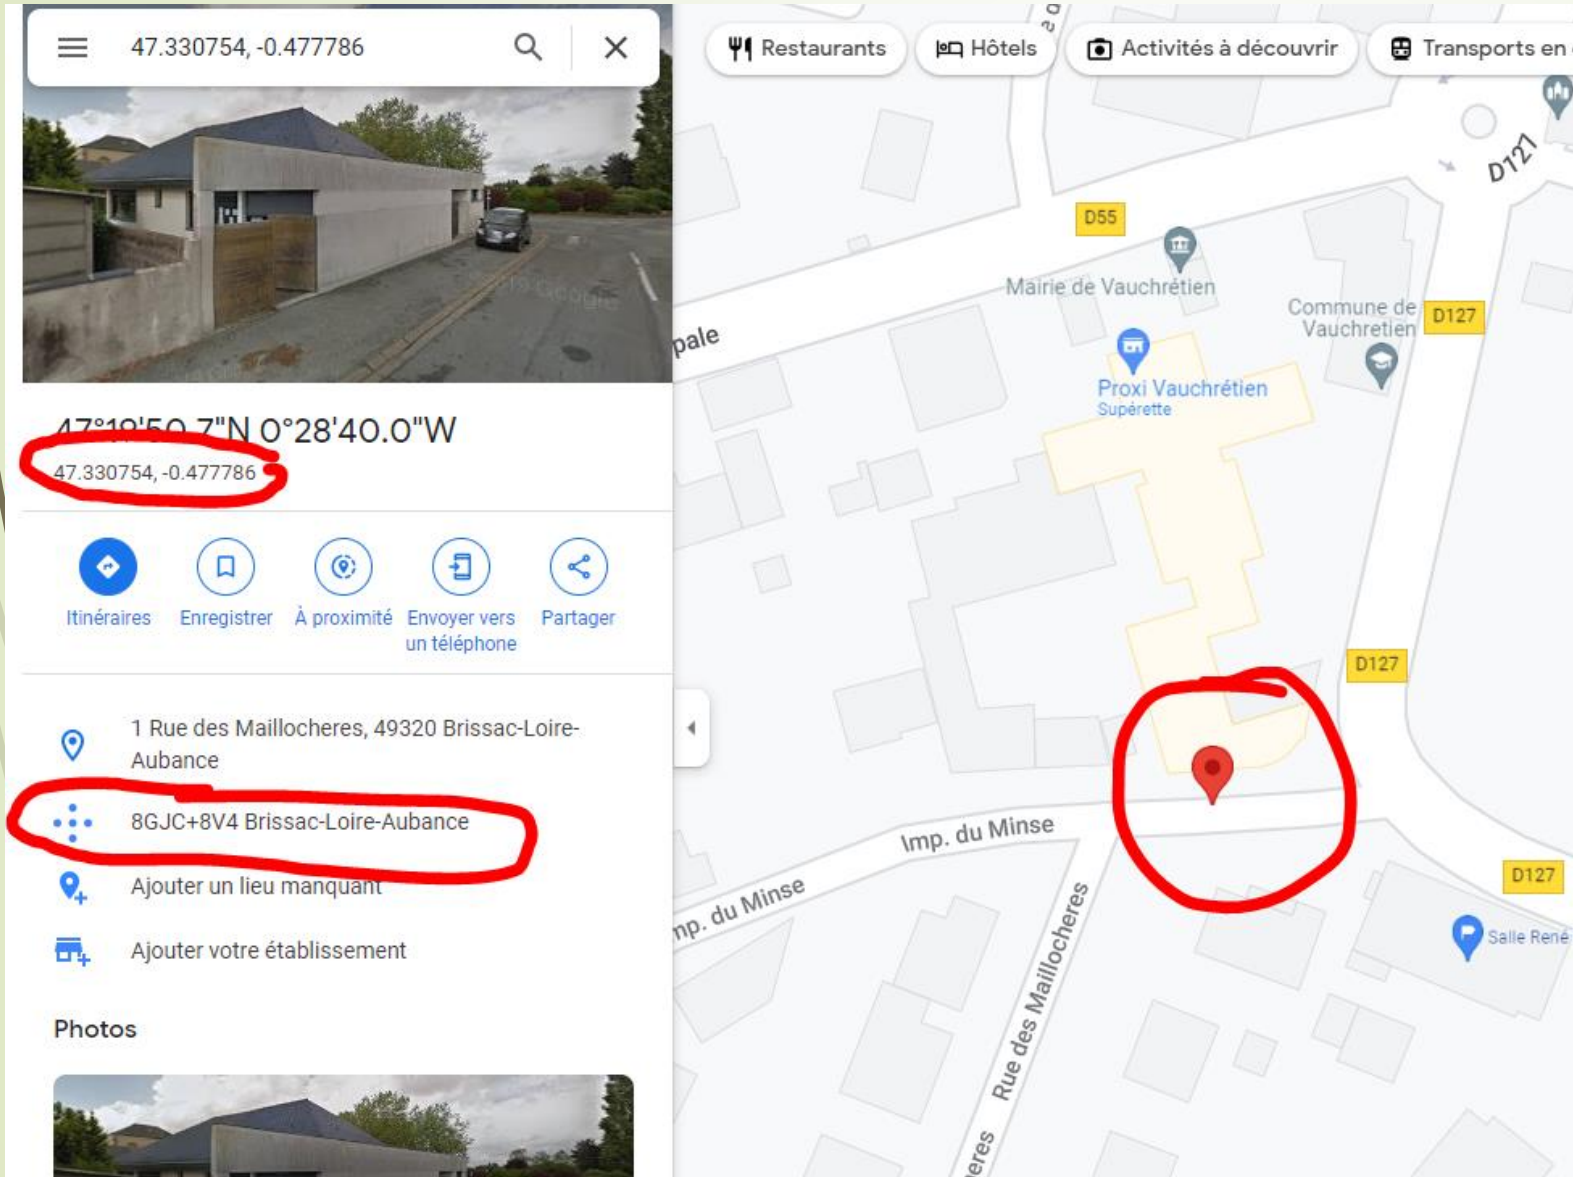 47.330754, -0.477786
Restaurants
Hôtels
Activités à découvrir
Transports en
47°19'50.7"N 0°28'40.0"W
47.330754, -0.477786
Itinéraires
Enregistrer
À proximité
Envoyer vers
un téléphone
Partager
1 Rue des Maillocheres, 49320 Brissac-Loire-
Aubance
8GJC+8V4 Brissac-Loire-Aubance
Ajouter un lieu manquant
Ajouter votre établissement
Photos
D127
D55
Mairie de Vauchrétien
Commune de
Vauchretien
D127
pale
Proxi Vauchrétien
Supérette
D127
Imp. du Minse
mp. du Minse
D127
Salle René
Rue des Maillocheres
eres